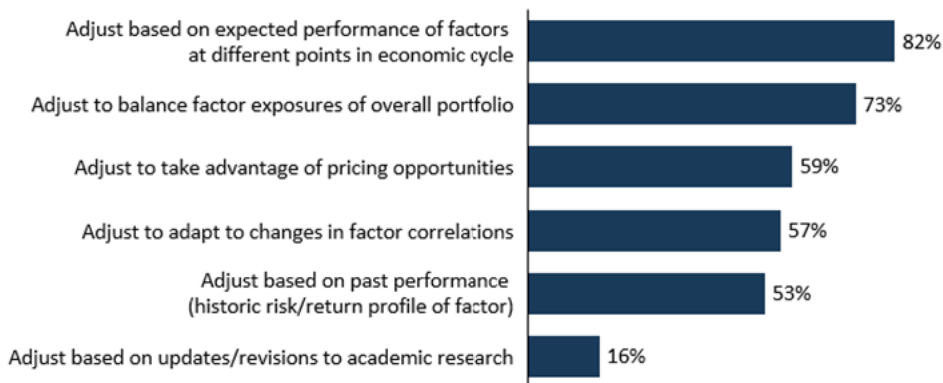 Adjust based on expected performance of factors
at different points in economic cycle
82%
Adjust to balance factor exposures of overall portfolio
73%
Adjust to take advantage of pricing opportunities
59%
Adjust to adapt to changes in factor correlations
57%
Adjust based on past performance
(historic risk/return profile of factor)
53%
Adjust based on updates/revisions to academic research
16%